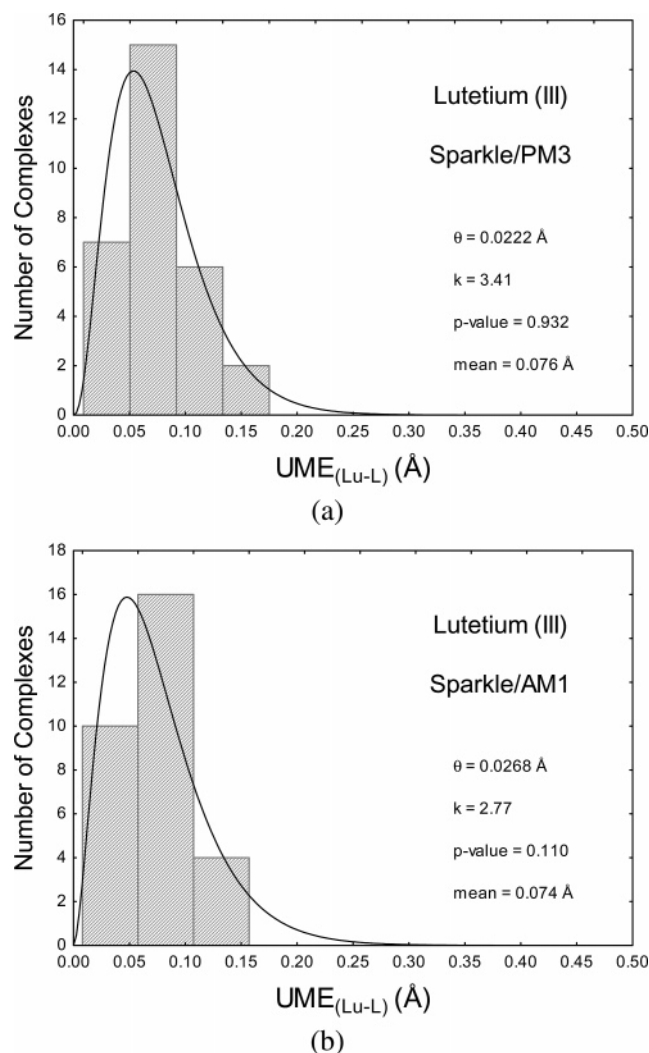 16
14
12
10
8
6
4
2
0
Number of Complexes
Lutetium (III)
Sparkle/PM3
θ = 0.0222 Å
k = 3.41
p-value = 0.932
mean = 0.076 Å
0.00 0.05 0.10 0.15 0.20 0.25 0.30 0.35 0.40 0.45 0.50
UME(Lu-L) (Å)
(a)
18
16
14
12
10
8
6
4
2
0
Number of Complexes
Lutetium (III)
Sparkle/AM1
θ = 0.0268 Å
k = 2.77
p-value = 0.110
mean = 0.074 Å
0.00 0.05 0.10 0.15 0.20 0.25 0.30 0.35 0.40 0.45 0.50
UME(Lu-L) (Å)
(b)